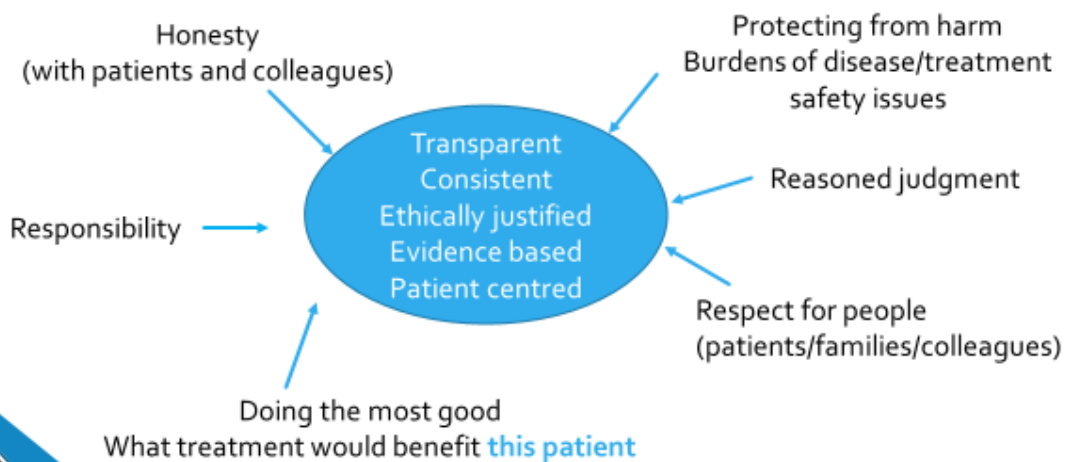 Honesty
(with patients and colleagues)
Protecting from harm
Burdens of disease/treatment
safety issues
Transparent
Consistent
Ethically justified
Evidence based
Patient centred
Reasoned judgment
Responsibility
Respect for people
(patients/families/colleagues)
Doing the most good
What treatment would benefit this patient